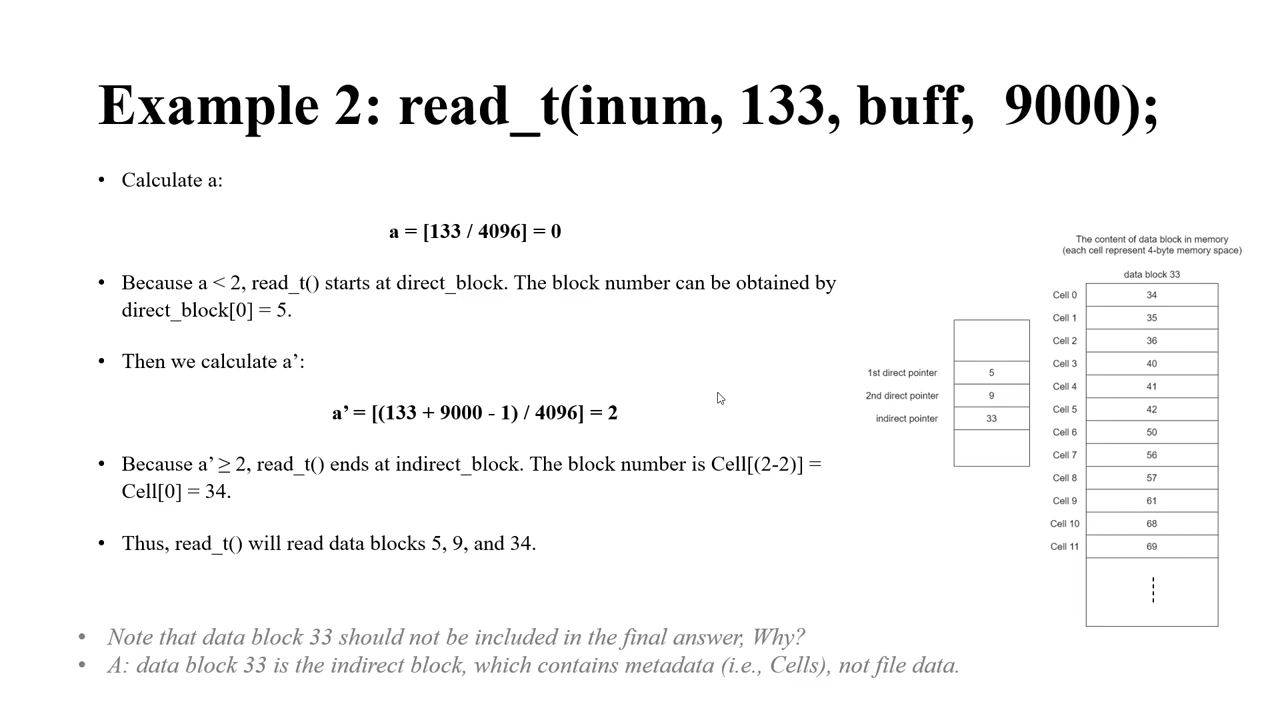 Example 2: read_t(inum, 133, buff,  9000);
• Calculate a:
a = [133 / 4096] = 0
• Because a < 2, read_t() starts at direct_block. The block number can be obtained by
direct_block[0] = 5.
• Then we calculate a’:
a’ = [(133 + 9000 - 1) / 4096] = 2
• Because a’ ≥ 2, read_t() ends at indirect_block. The block number is Cell[(2-2)] =
Cell[0] = 34.
• Thus, read_t() will read data blocks 5, 9, and 34.
1st direct pointer 5
2nd direct pointer 9
indirect pointer 33
The content of data block in memory
(each cell represent 4-byte memory space)
data block 33
Cell 0 34
Cell 1 35
Cell 2 36
Cell 3 40
Cell 4 41
Cell 5 42
Cell 6 50
Cell 7 56
Cell 8 57
Cell 9 61
Cell 10 68
Cell 11 69
• Note that data block 33 should not be included in the final answer, Why?
• A: data block 33 is the indirect block, which contains metadata (i.e., Cells), not file data.